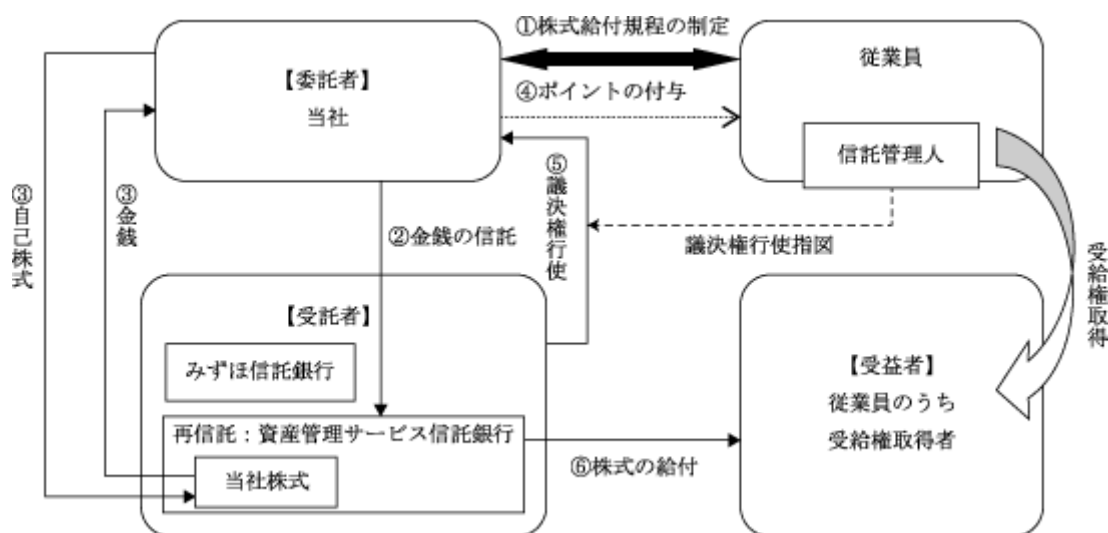 ①株式給付規程の制定
【委託者】
当社
従業員
④ポイントの付与
信託管理人
③自己株式
③金銭
②金銭の信託
⑤議決権行使
議決権行使指図
受給権取得
【受託者】
みずほ信託銀行
再信託：資産管理サービス信託銀行
当社株式
⑥株式の給付
【受益者】
従業員のうち
受給権取得者